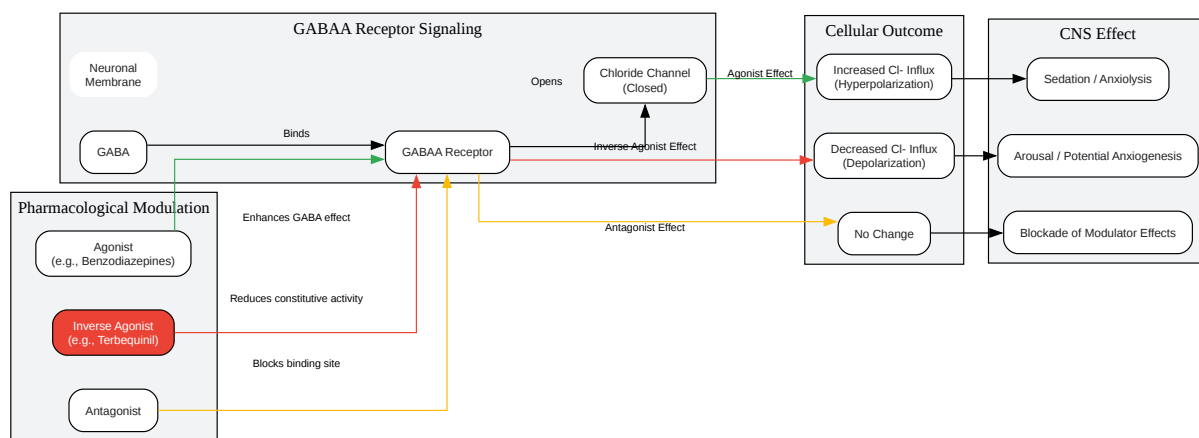 GABAA Receptor Signaling
Neuronal
Membrane
GABA
Binds
GABAA Receptor
Opens
Chloride Channel
(Closed)
Agonist Effect
Inverse Agonist Effect
Antagonist Effect
Pharmacological Modulation
Agonist
(e.g., Benzodiazepines)
Enhances GABA effect
Inverse Agonist
(e.g., Terbequinil)
Reduces constitutive activity
Antagonist
Blocks binding site
Cellular Outcome
Increased Cl- Influx
(Hyperpolarization)
Decreased Cl- Influx
(Depolarization)
No Change
CNS Effect
Sedation / Anxiolysis
Arousal / Potential Anxiogenesis
Blockade of Modulator Effects